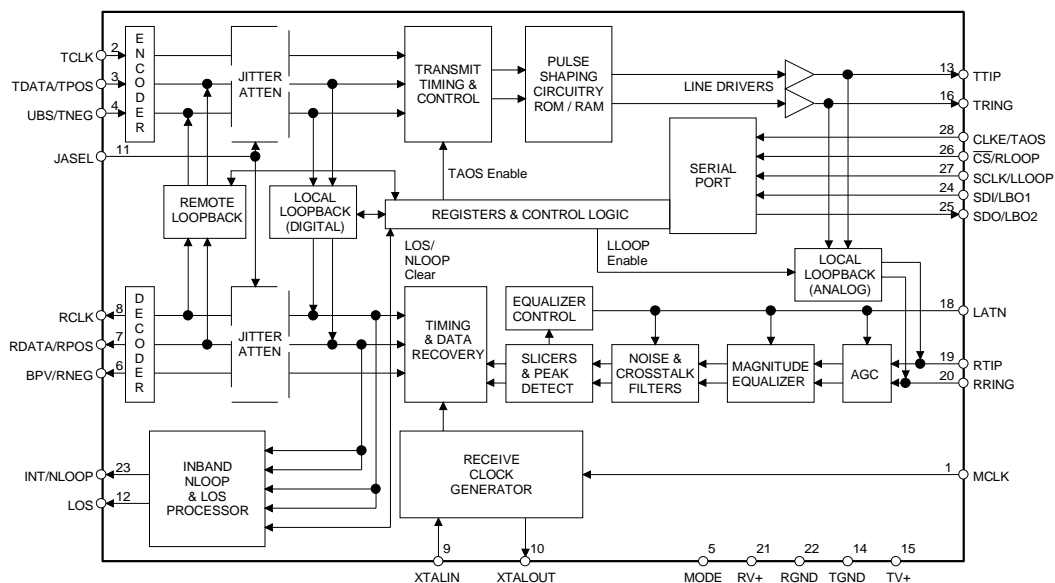 TCLK
2
TDATA/TPOS
3
UBS/TNEG
4
JASEL
11
ENCODER
JITTER
ATTEN
TRANSMIT
TIMING
& CONTROL
PULSE
SHAPING
CIRCUITRY
ROM / RAM
LINE DRIVERS
13
TTIP
16
TRING
28
CLKE/TAOS
26
CS/RLOOP
27
SCLK/LLOOP
24
SDI/LBO1
25
SDO/LBO2
SERIAL
PORT
TAOS Enable
REMOTE
LOOPBACK
LOCAL
LOOPBACK
(DIGITAL)
REGISTERS & CONTROL LOGIC
LOS/
NLOOP
Clear
LLOOP
Enable
LOCAL
LOOPBACK
(ANALOG)
RCLK
8
RDATA/RPOS
7
BPV/RNEG
6
DECODER
JITTER
ATTEN
TIMING
& DATA
RECOVERY
EQUALIZER
CONTROL
SLICERS
& PEAK
DETECT
NOISE &
CROSSTALK
FILTERS
MAGNITUDE
EQUALIZER
AGC
18
LATN
19
RTIP
20
RRING
INT/NLOOP
23
LOS
12
INBAND
NLOOP
& LOS
PROCESSOR
RECEIVE
CLOCK
GENERATOR
1
MCLK
9
XTALIN
10
XTALOUT
5
MODE
21
RV+
22
RGND
14
TGND
15
TV+